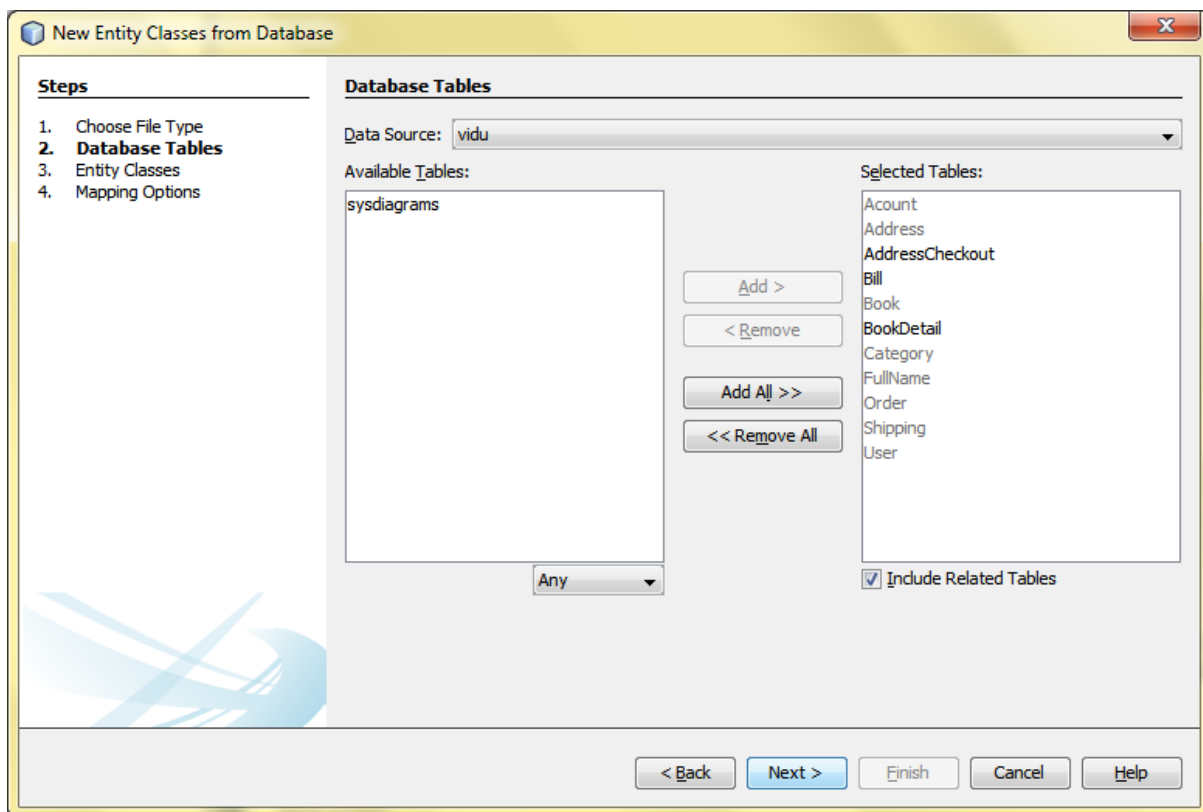 New Entity Classes from Database
Steps
1. Choose File Type
2. Database Tables
3. Entity Classes
4. Mapping Options
Database Tables
Data Source: vidu
Available Tables:
sysdiagrams
Any
Add >
< Remove
Add All >>
<< Remove All
Selected Tables:
Acount
Address
AddressCheckout
Bill
Book
BookDetail
Category
FullName
Order
Shipping
User
Include Related Tables
< Back
Next >
Finish
Cancel
Help